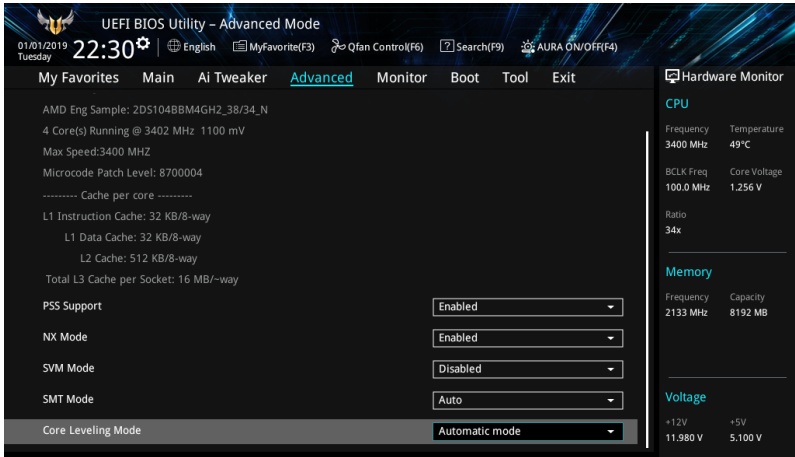 UEFI BIOS Utility – Advanced Mode
01/01/2019
Tuesday
22:30
English
MyFavorite(F3)
Qfan Control(F6)
? Search(F9)
AURA ON/OFF(F4)
My Favorites
Main
Ai Tweaker
Advanced
Monitor
Boot
Tool
Exit
AMD Eng Sample: 2DS104BBM4GH2_38/34_N
4 Core(s) Running @ 3402 MHz 1100 mV
Max Speed:3400 MHZ
Microcode Patch Level: 8700004
--------- Cache per core ---------
L1 Instruction Cache: 32 KB/8-way
L1 Data Cache: 32 KB/8-way
L2 Cache: 512 KB/8-way
Total L3 Cache per Socket: 16 MB/~way
PSS Support
Enabled
NX Mode
Enabled
SVM Mode
Disabled
SMT Mode
Auto
Core Leveling Mode
Automatic mode
Hardware Monitor
CPU
Frequency Temperature
3400 MHz 49°C
BCLK Freq Core Voltage
100.0 MHz 1.256 V
Ratio
34x
Memory
Frequency Capacity
2133 MHz 8192 MB
Voltage
+12V +5V
11.980 V 5.100 V